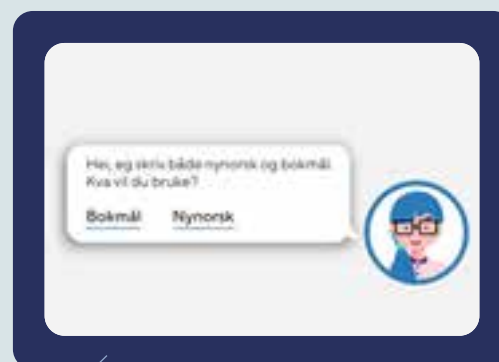 Hei, eg skriv både nynorsk og bokmål.
Kva vil du bruke?
Bokmål Nynorsk